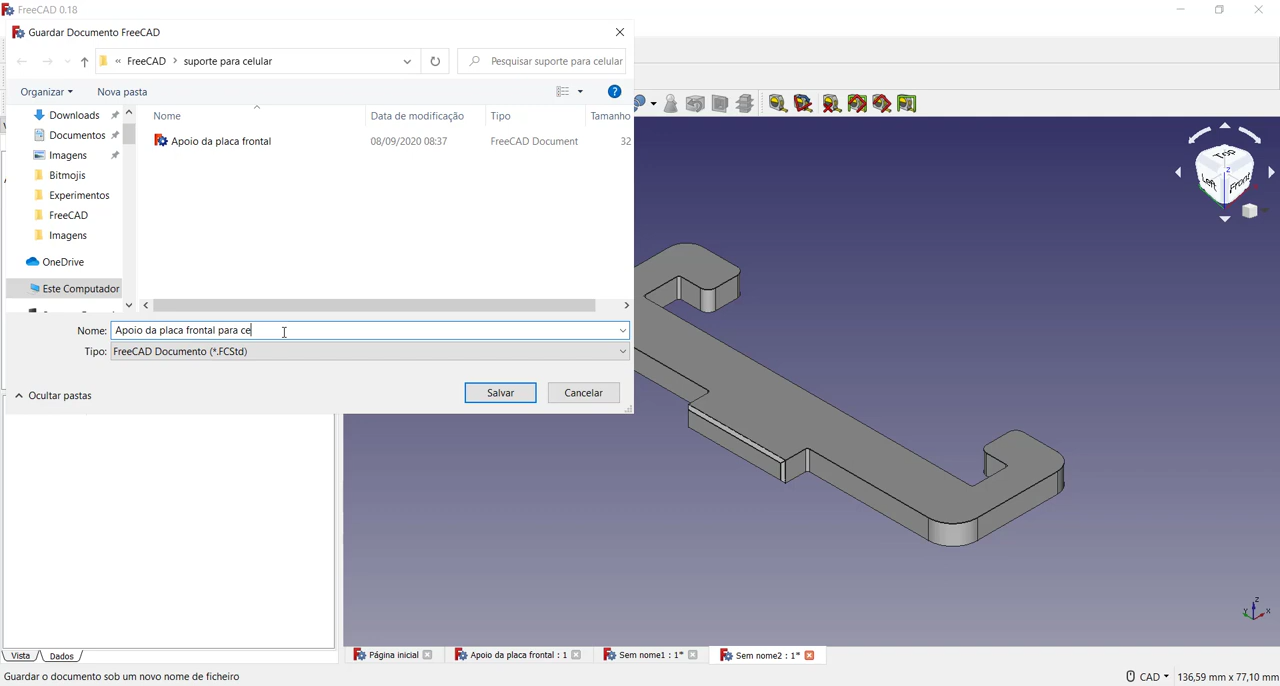 FreeCAD 0.18
Guardar Documento FreeCAD
« FreeCAD > suporte para celular
Pesquisar suporte para celular
Organizar
Nova pasta
Nome
Data de modificação
Tipo
Tamanho
Downloads
Documentos
Imagens
Bitmojis
Experimentos
FreeCAD
Imagens
OneDrive
Este Computador
Apoio da placa frontal
08/09/2020 08:37
FreeCAD Document
32
Nome: Apoio da placa frontal para ce
Tipo: FreeCAD Documento (*.FCStd)
Ocultar pastas
Salvar
Cancelar
Top
Left
Front
Z
Z
Y
X
Vista
Dados
Página inicial
Apoio da placa frontal : 1
Sem nome1 : 1*
Sem nome2 : 1*
Guardar o documento sob um novo nome de ficheiro
CAD
136,59 mm x 77,10 mm